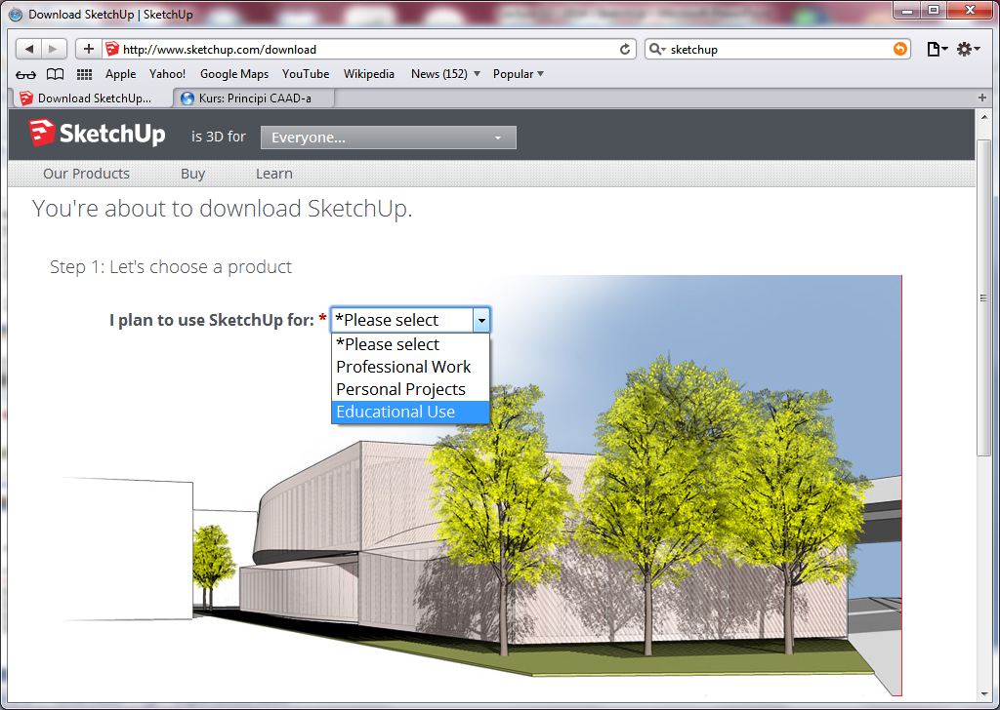 Download SketchUp | SketchUp
http://www.sketchup.com/download
sketchup
Apple Yahoo! Google Maps YouTube Wikipedia News (152) Popular
Download SketchUp...
Kurs: Principi CAAD-a
SketchUp is 3D for Everyone...
Our Products Buy Learn
You're about to download SketchUp.
Step 1: Let's choose a product
I plan to use SketchUp for: * *Please select
*Please select
Professional Work
Personal Projects
Educational Use